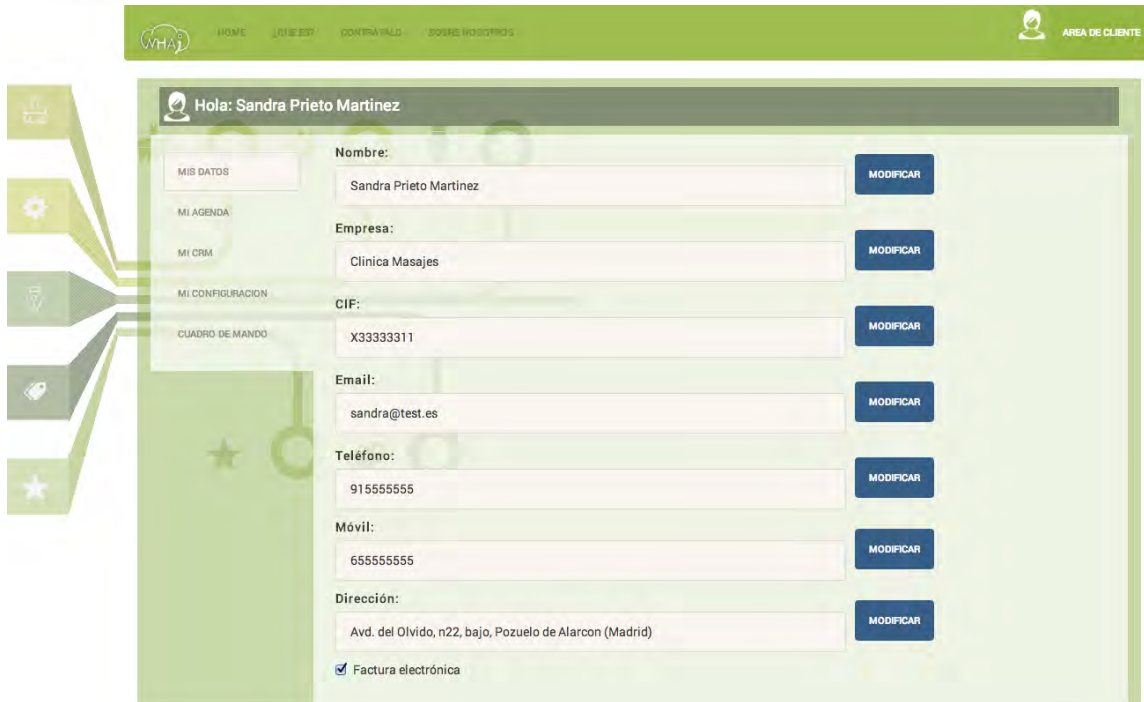 WHAi
HOME ¿QUE ES? CONTRATALO SOBRE NOSOTROS
AREA DE CLIENTE
Hola: Sandra Prieto Martinez
MIS DATOS
MI AGENDA
MI CRM
MI CONFIGURACION
CUADRO DE MANDO
Nombre:
Sandra Prieto Martinez
MODIFICAR
Empresa:
Clinica Masajes
MODIFICAR
CIF:
X33333311
MODIFICAR
Email:
sandra@test.es
MODIFICAR
Teléfono:
915555555
MODIFICAR
Móvil:
655555555
MODIFICAR
Dirección:
Avd. del Olvido, n22, bajo, Pozuelo de Alarcon (Madrid)
MODIFICAR
Factura electrónica